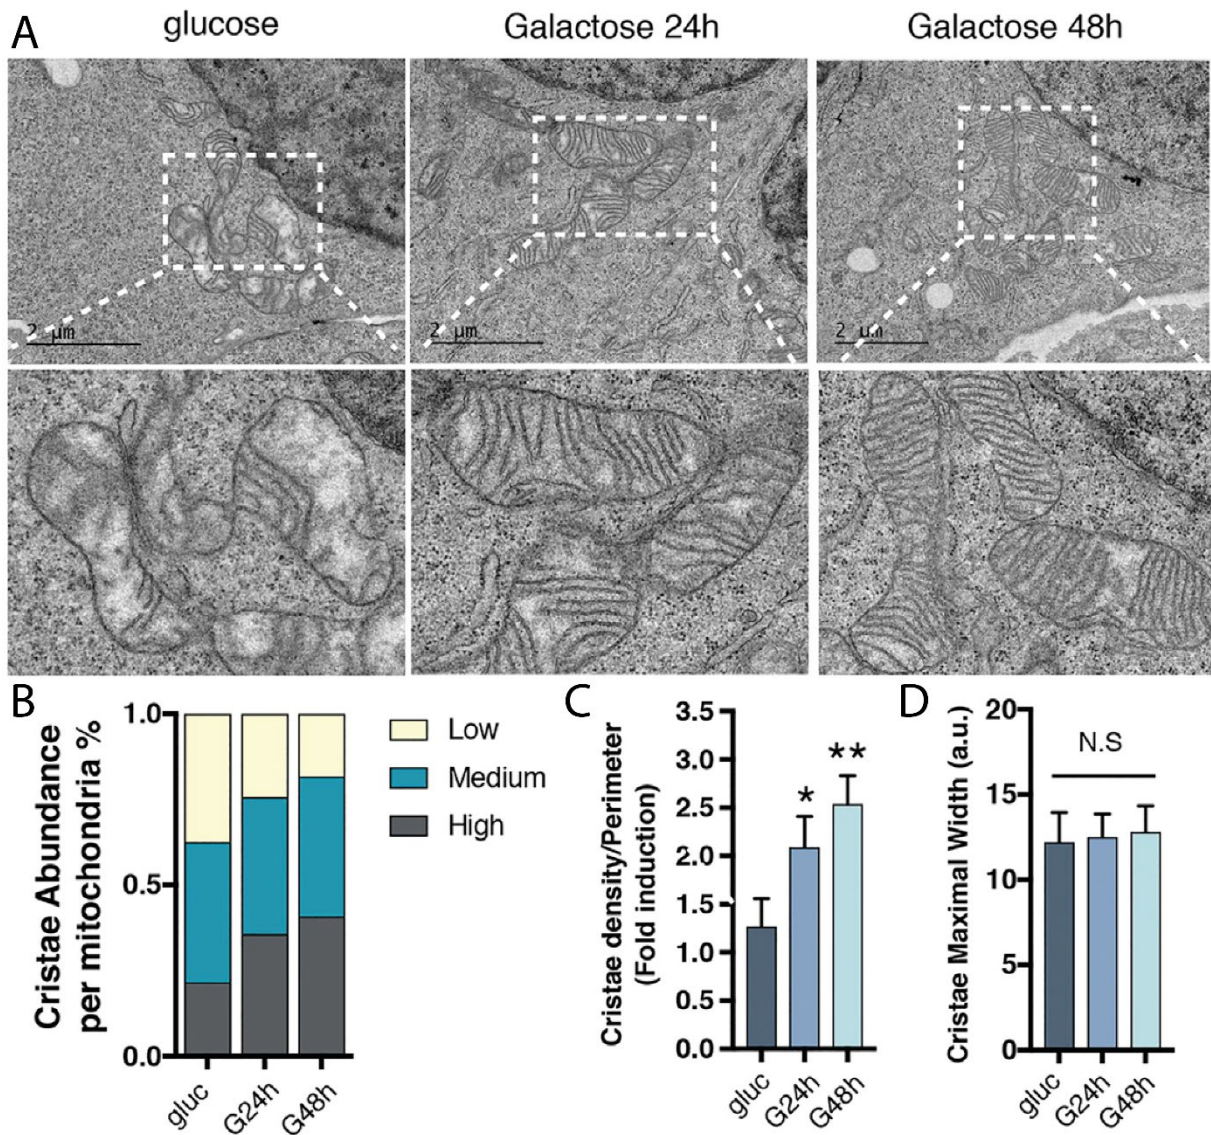 A
glucose
Galactose 24h
Galactose 48h
2 µm
2 µm
2 µm
B
Cristae Abundance
per mitochondria %
1.0
0.5
0.0
gluc
G24h
G48h
Low
Medium
High
C
Cristae density/Perimeter
(Fold induction)
3.5
3.0
2.5
2.0
1.5
1.0
0.5
0.0
*
**
gluc
G24h
G48h
D
Cristae Maximal Width (a.u.)
20
15
10
5
0
N.S
gluc
G24h
G48h